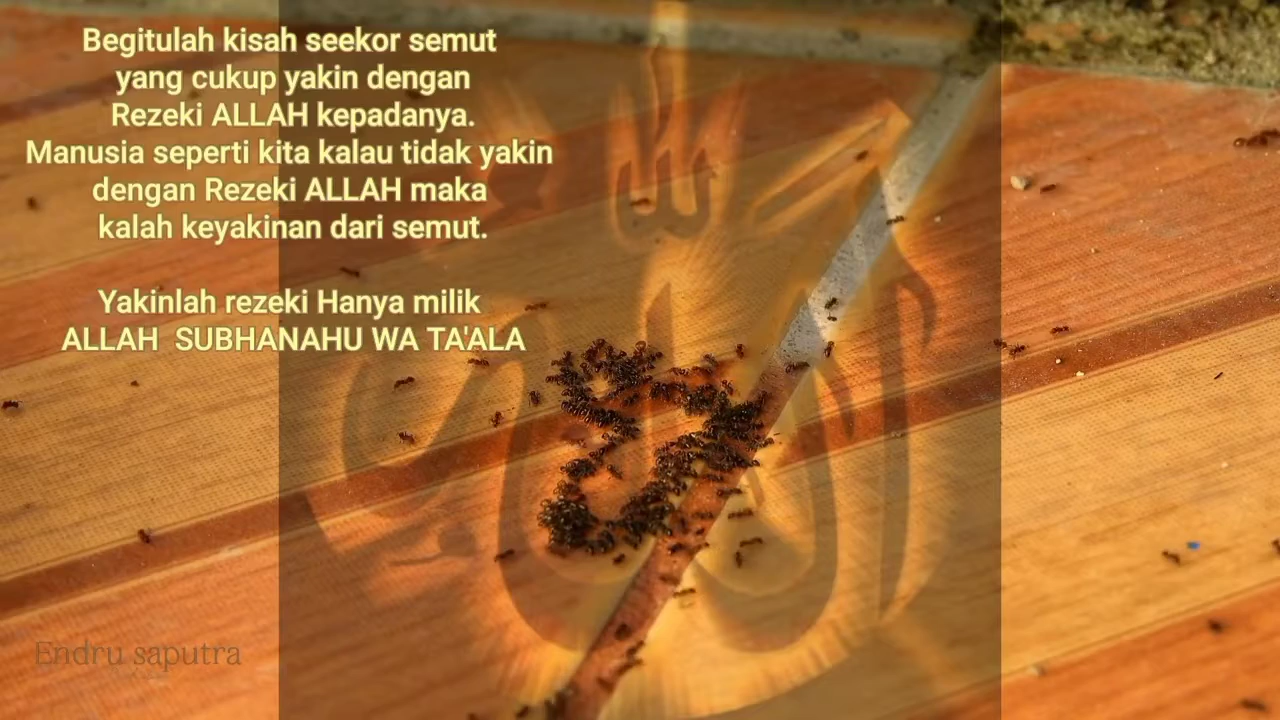 Begitulah kisah seekor semut
yang cukup yakin dengan
Rezeki ALLAH kepadanya.
Manusia seperti kita kalau tidak yakin
dengan Rezeki ALLAH maka
kalah keyakinan dari semut.
Yakinlah rezeki Hanya milik
ALLAH  SUBHANAHU WA TA'ALA
الله
Endru saputra